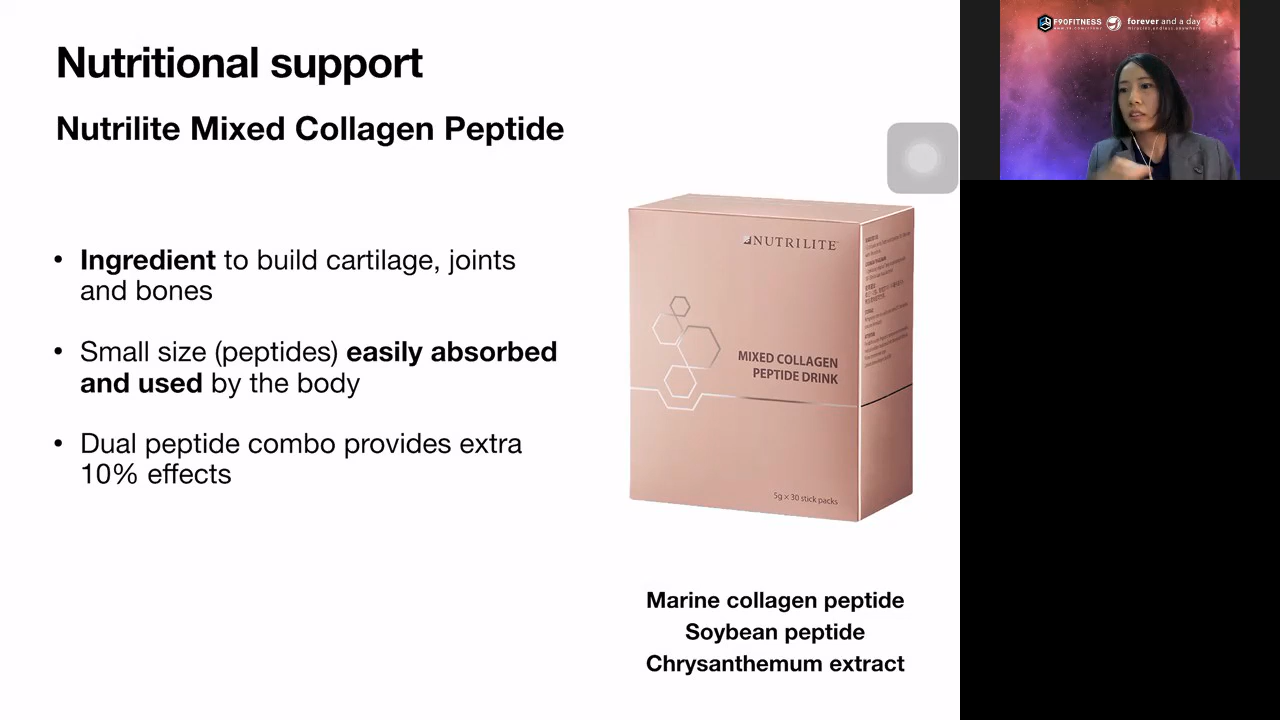 Nutritional support
Nutrilite Mixed Collagen Peptide
• Ingredient to build cartilage, joints
and bones
• Small size (peptides) easily absorbed
and used by the body
• Dual peptide combo provides extra
10% effects
NUTRILITE
MIXED COLLAGEN
PEPTIDE DRINK
5g × 30 stick packs
Marine collagen peptide
Soybean peptide
Chrysanthemum extract
F90FITNESS
forever and a day